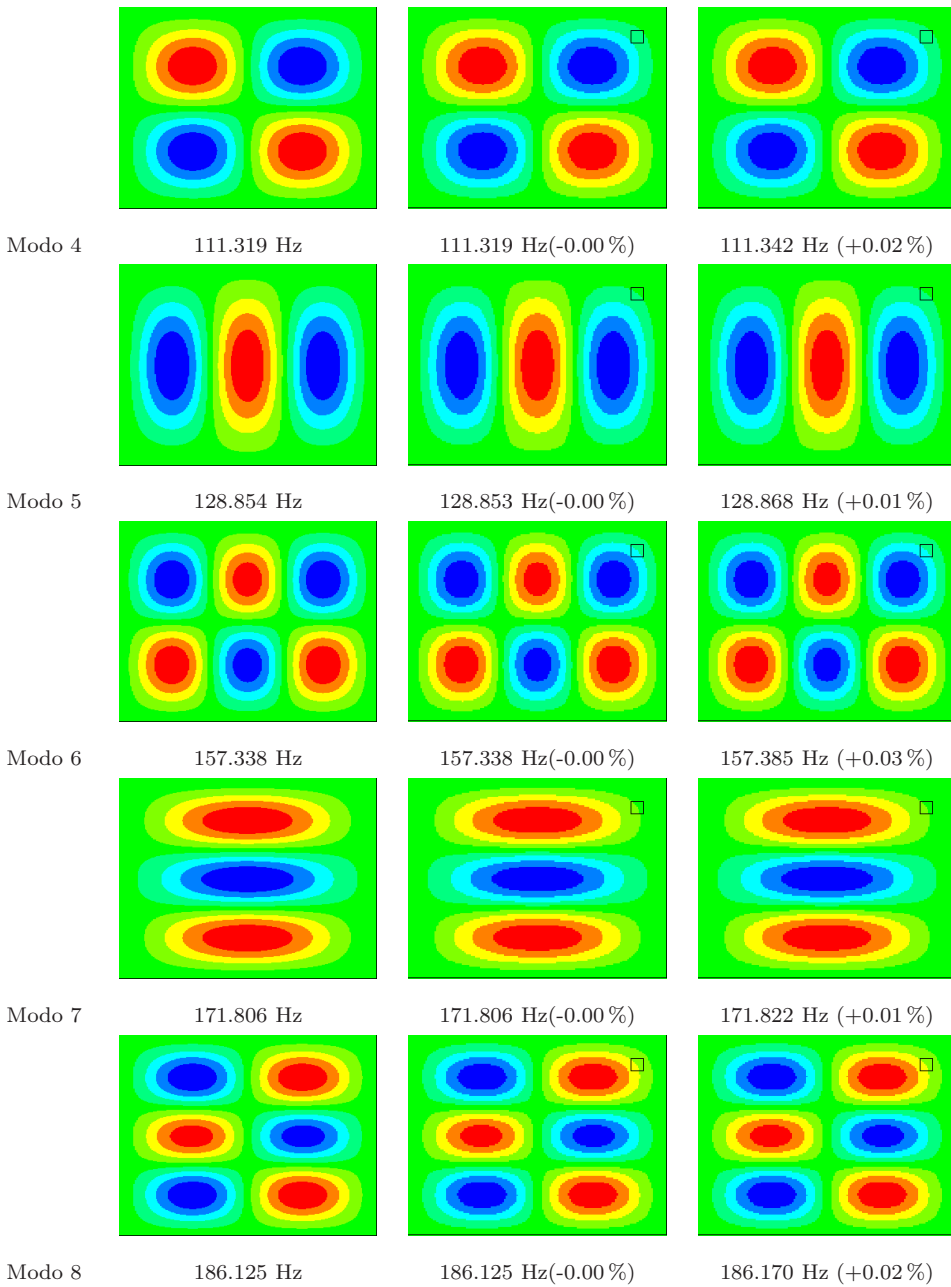 Modo 4 111.319 Hz 111.319 Hz(-0.00 %) 111.342 Hz (+0.02 %)
Modo 5 128.854 Hz 128.853 Hz(-0.00 %) 128.868 Hz (+0.01 %)
Modo 6 157.338 Hz 157.338 Hz(-0.00 %) 157.385 Hz (+0.03 %)
Modo 7 171.806 Hz 171.806 Hz(-0.00 %) 171.822 Hz (+0.01 %)
Modo 8 186.125 Hz 186.125 Hz(-0.00 %) 186.170 Hz (+0.02 %)